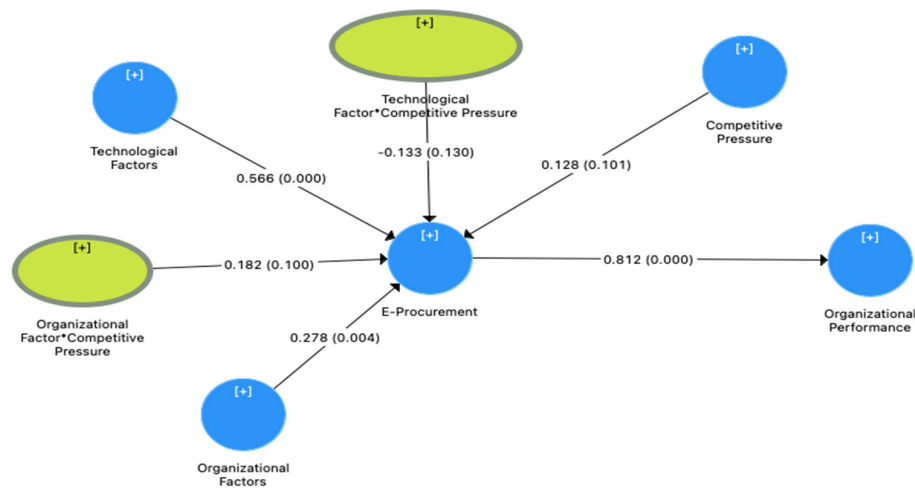 [+]
[+]
[+]
Technological
Factor*Competitive Pressure
Technological
Factors
Competitive
Pressure
-0.133 (0.130)
0.128 (0.101)
0.566 (0.000)
[+]
[+]
[+]
0.182 (0.100)
0.812 (0.000)
E-Procurement
Organizational
Performance
Organizational
Factor*Competitive
Pressure
0.278 (0.004)
[+]
Organizational
Factors